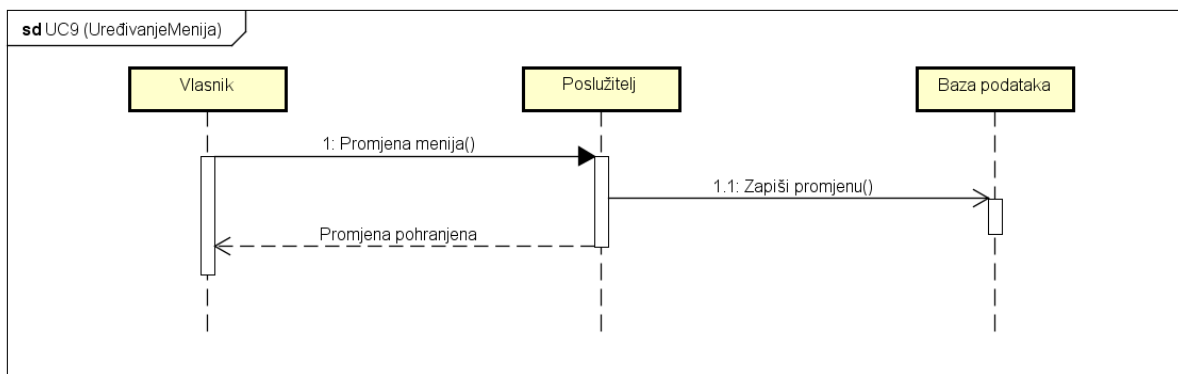 sd UC9 (UređivanjeMenija)
Vlasnik
Poslužitelj
Baza podataka
1: Promjena menija()
1.1: Zapiši promjenu()
Promjena pohranjena